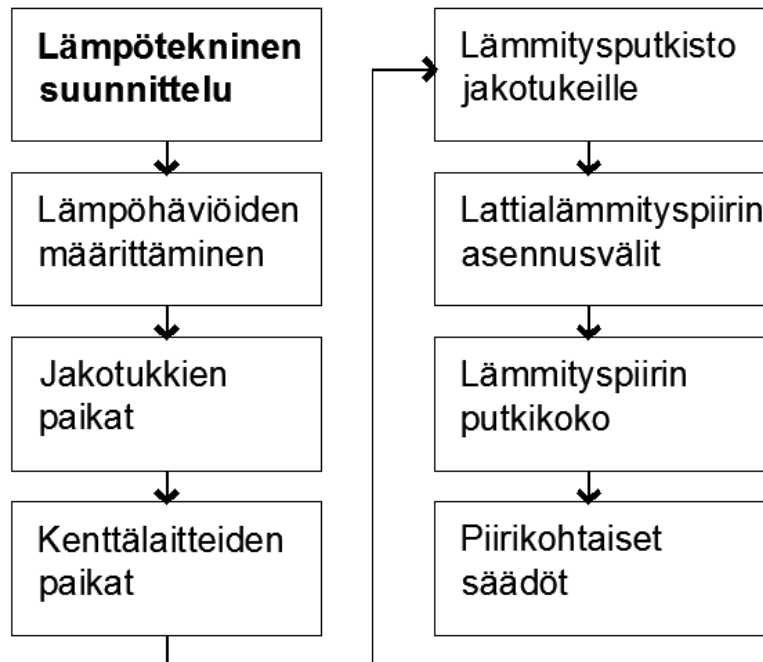 Lämpötekninen
suunnittelu
Lämpöhäviöiden
määrittäminen
Jakotukkien
paikat
Kenttälaitteiden
paikat
Lämmitysputkisto
jakotukeille
Lattialämmityspiirin
asennusvälit
Lämmityspiirin
putkikoko
Piirikohtaiset
säädöt